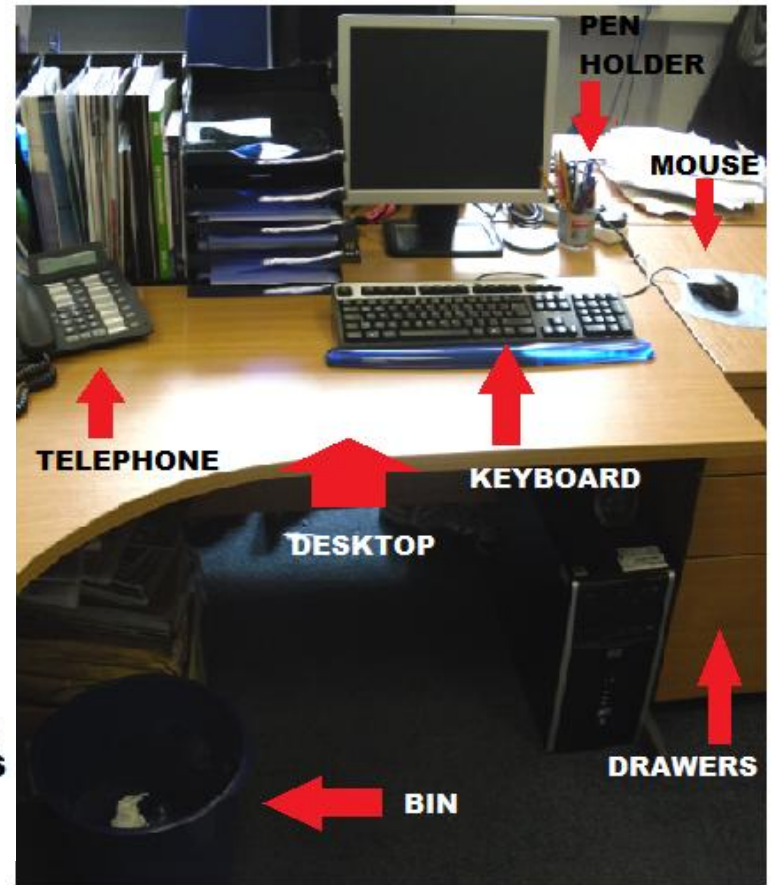 PEN
HOLDER
MOUSE
TELEPHONE
KEYBOARD
DESKTOP
DRAWERS
BIN
S